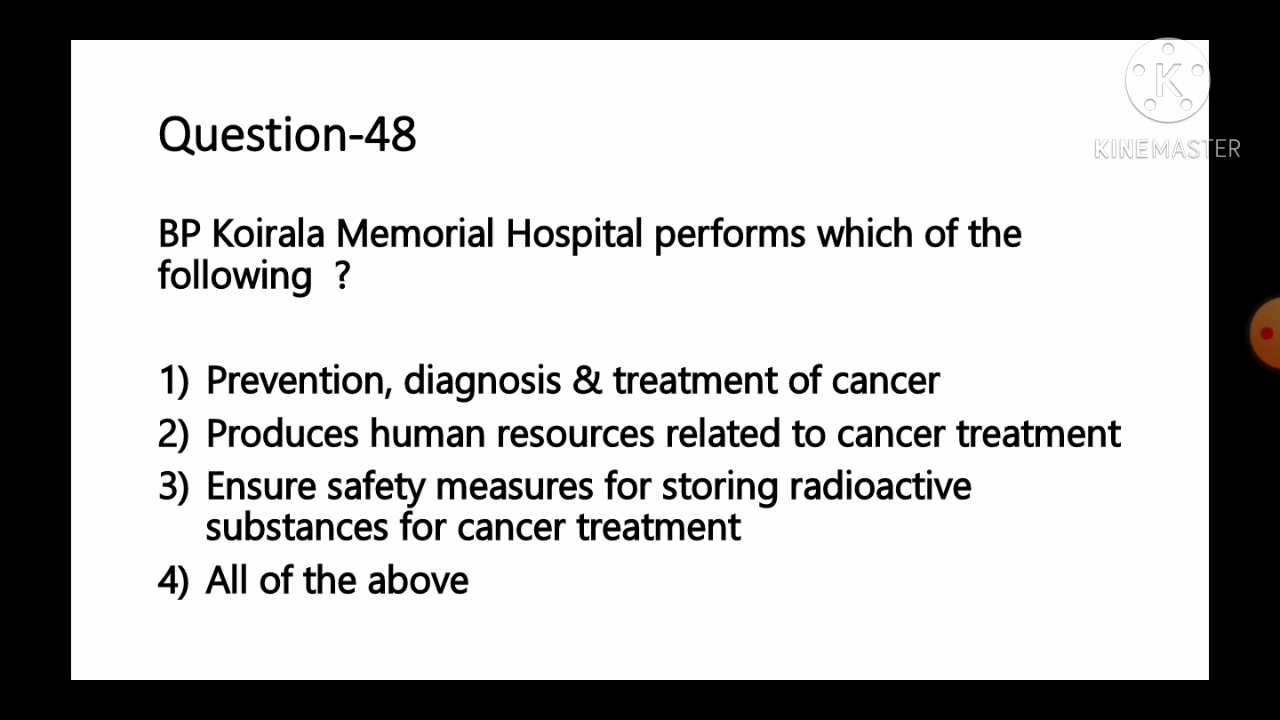 K
KINEMASTER
Question-48
BP Koirala Memorial Hospital performs which of the
following ?
1) Prevention, diagnosis & treatment of cancer
2) Produces human resources related to cancer treatment
3) Ensure safety measures for storing radioactive
substances for cancer treatment
4) All of the above